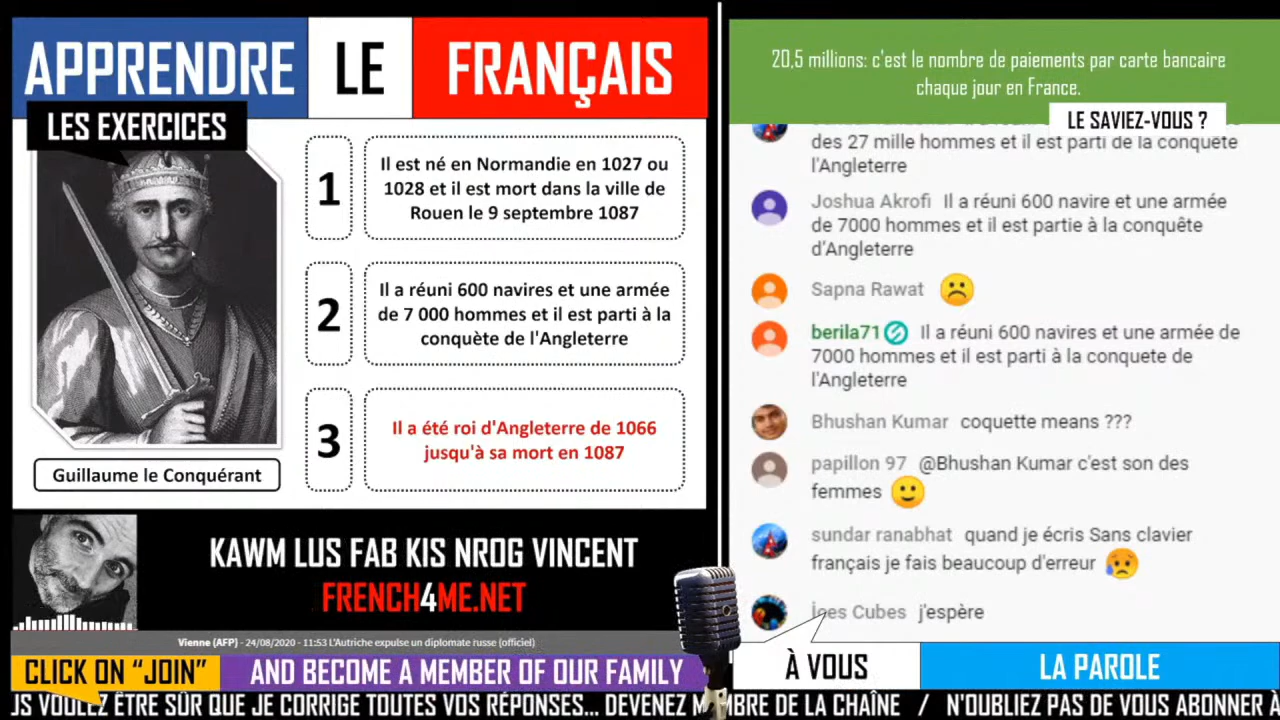 APPRENDRE LE FRANÇAIS
LES EXERCICES
1
Il est né en Normandie en 1027 ou
1028 et il est mort dans la ville de
Rouen le 9 septembre 1087
2
Il a réuni 600 navires et une armée
de 7 000 hommes et il est parti à la
conquète de l'Angleterre
3
Il a été roi d'Angleterre de 1066
jusqu'à sa mort en 1087
Guillaume le Conquérant
KAWM LUS FAB KIS NROG VINCENT
FRENCH4ME.NET
Vienne (AFP) - 24/08/2020 - 11:53 L'Autriche expulse un diplomate russe (officiel)
CLICK ON “JOIN” AND BECOME A MEMBER OF OUR FAMILY
20,5 millions: c'est le nombre de paiements par carte bancaire
chaque jour en France.
LE SAVIEZ-VOUS ?
des 27 mille hommes et il est parti de la conquête
l'Angleterre
Joshua Akrofi Il a réuni 600 navire et une armée
de 7000 hommes et il est partie à la conquête
d'Angleterre
Sapna Rawat
berila71 Il a réuni 600 navires et une armée de
7000 hommes et il est parti à la conquete de
l'Angleterre
Bhushan Kumar coquette means ???
papillon 97 @Bhushan Kumar c'est son des
femmes
sundar ranabhat quand je écris Sans clavier
français je fais beaucoup d'erreur
Cubes j'espère
À VOUS LA PAROLE
US VOULEZ ÊTRE SÛR QUE JE CORRIGE TOUTES VOS RÉPONSES... DEVENEZ MEMBRE DE LA CHAÎNE / N'OUBLIEZ PAS DE VOUS ABONNER À